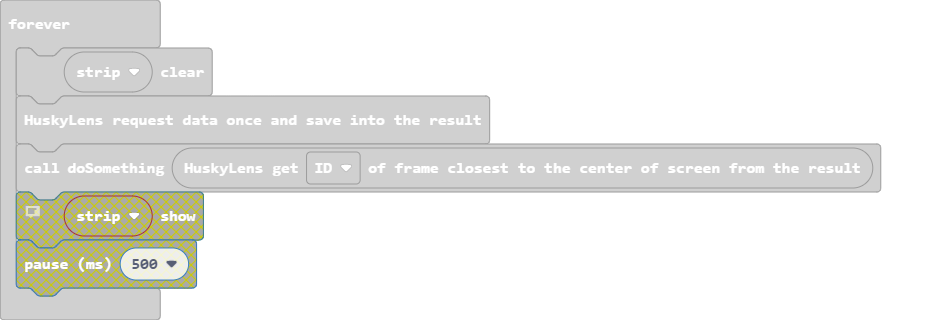 forever
strip clear
HuskyLens request data once and save into the result
call doSomething HuskyLens get ID of frame closest to the center of screen from the result
strip show
pause (ms) 500